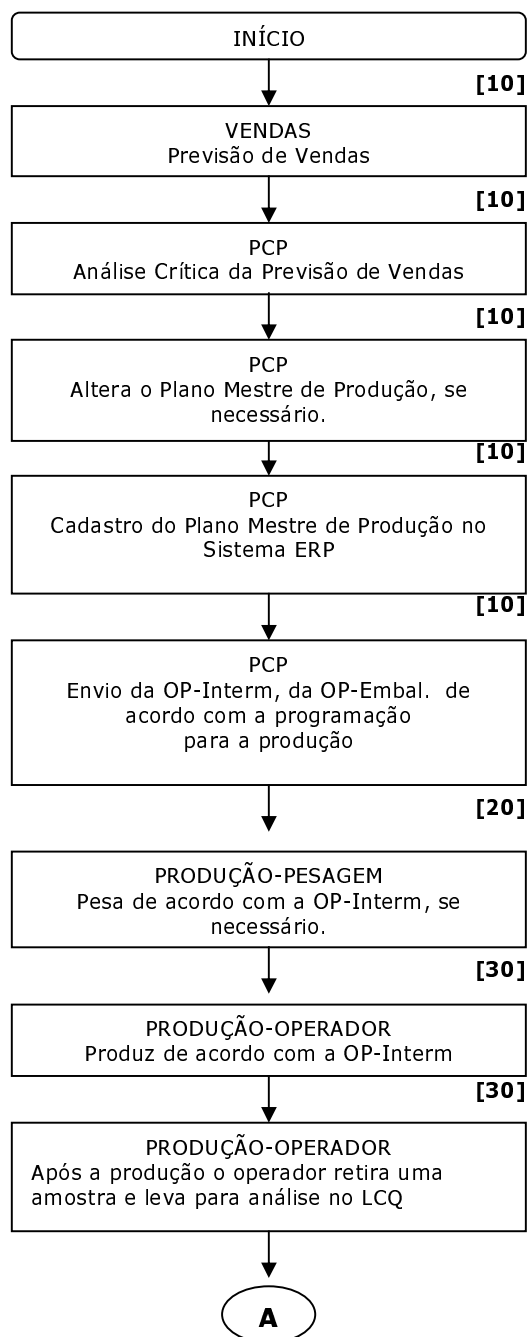 INÍCIO
[10]
VENDAS
Previsão de Vendas
[10]
PCP
Análise Crítica da Previsão de Vendas
[10]
PCP
Altera o Plano Mestre de Produção, se
necessário.
[10]
PCP
Cadastro do Plano Mestre de Produção no
Sistema ERP
[10]
PCP
Envio da OP-Interm, da OP-Embal. de
acordo com a programação
para a produção
[20]
PRODUÇÃO-PESAGEM
Pesa de acordo com a OP-Interm, se
necessário.
[30]
PRODUÇÃO-OPERADOR
Produz de acordo com a OP-Interm
[30]
PRODUÇÃO-OPERADOR
Após a produção o operador retira uma
amostra e leva para análise no LCQ
A